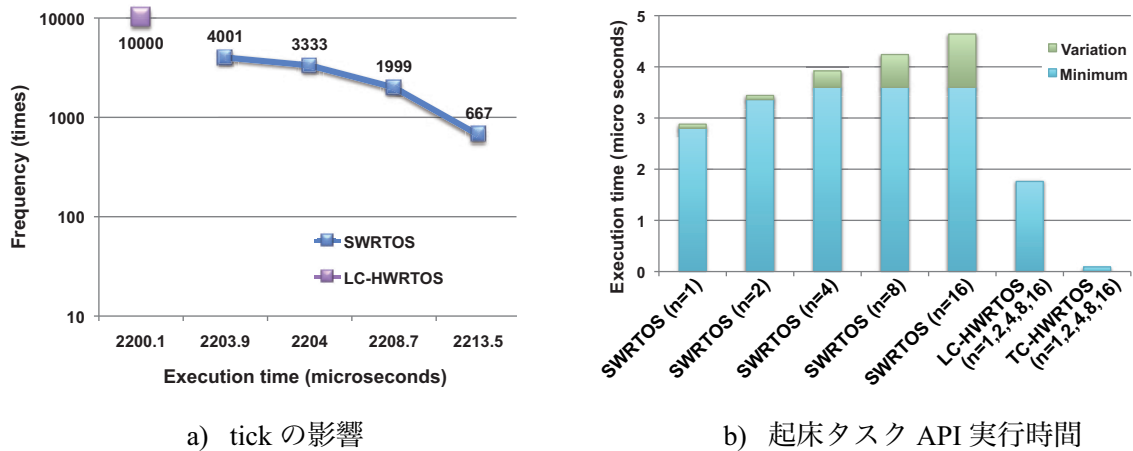 10000
1000
100
10
Frequency (times)
10000
4001
3333
1999
667
SWRTOS
LC-HWRTOS
2200.1 2203.9 2204 2208.7 2213.5
Execution time (microseconds)
a) tick の影響
5
4
3
2
1
0
Execution time (micro seconds)
Variation
Minimum
SWRTOS (n=1)
SWRTOS (n=2)
SWRTOS (n=4)
SWRTOS (n=8)
SWRTOS (n=16)
LC-HWRTOS
(n=1,2,4,8,16)
TC-HWRTOS
(n=1,2,4,8,16)
b) 起床タスク API 実行時間